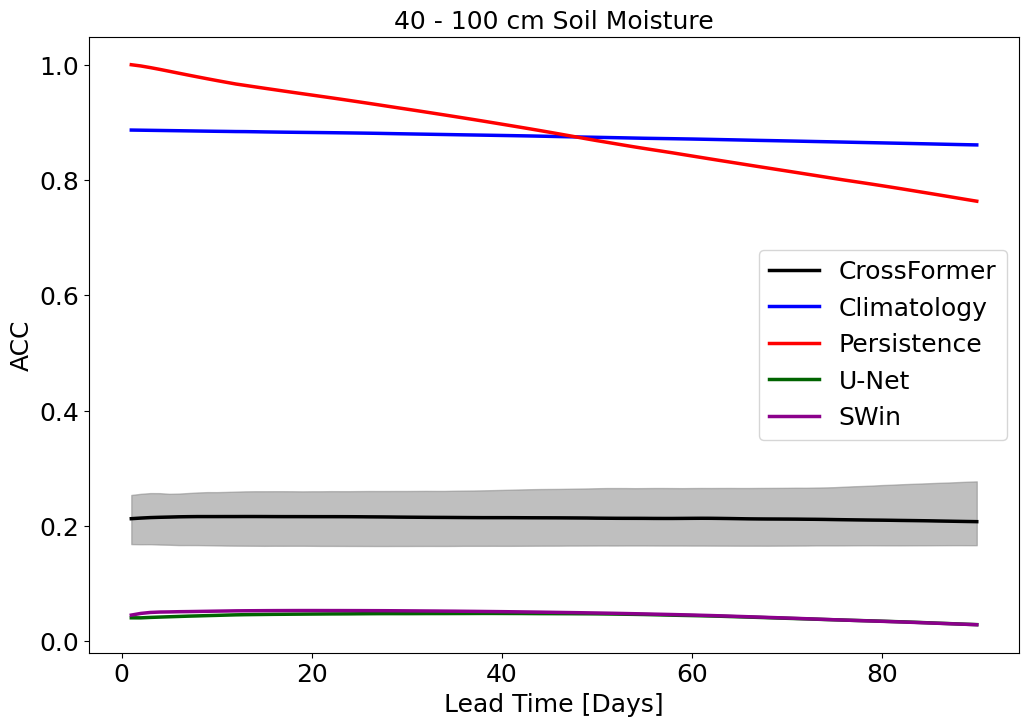 40 - 100 cm Soil Moisture
1.0
0.8
0.6
0.4
0.2
0.0
ACC
CrossFormer
Climatology
Persistence
U-Net
SWin
0 20 40 60 80
Lead Time [Days]